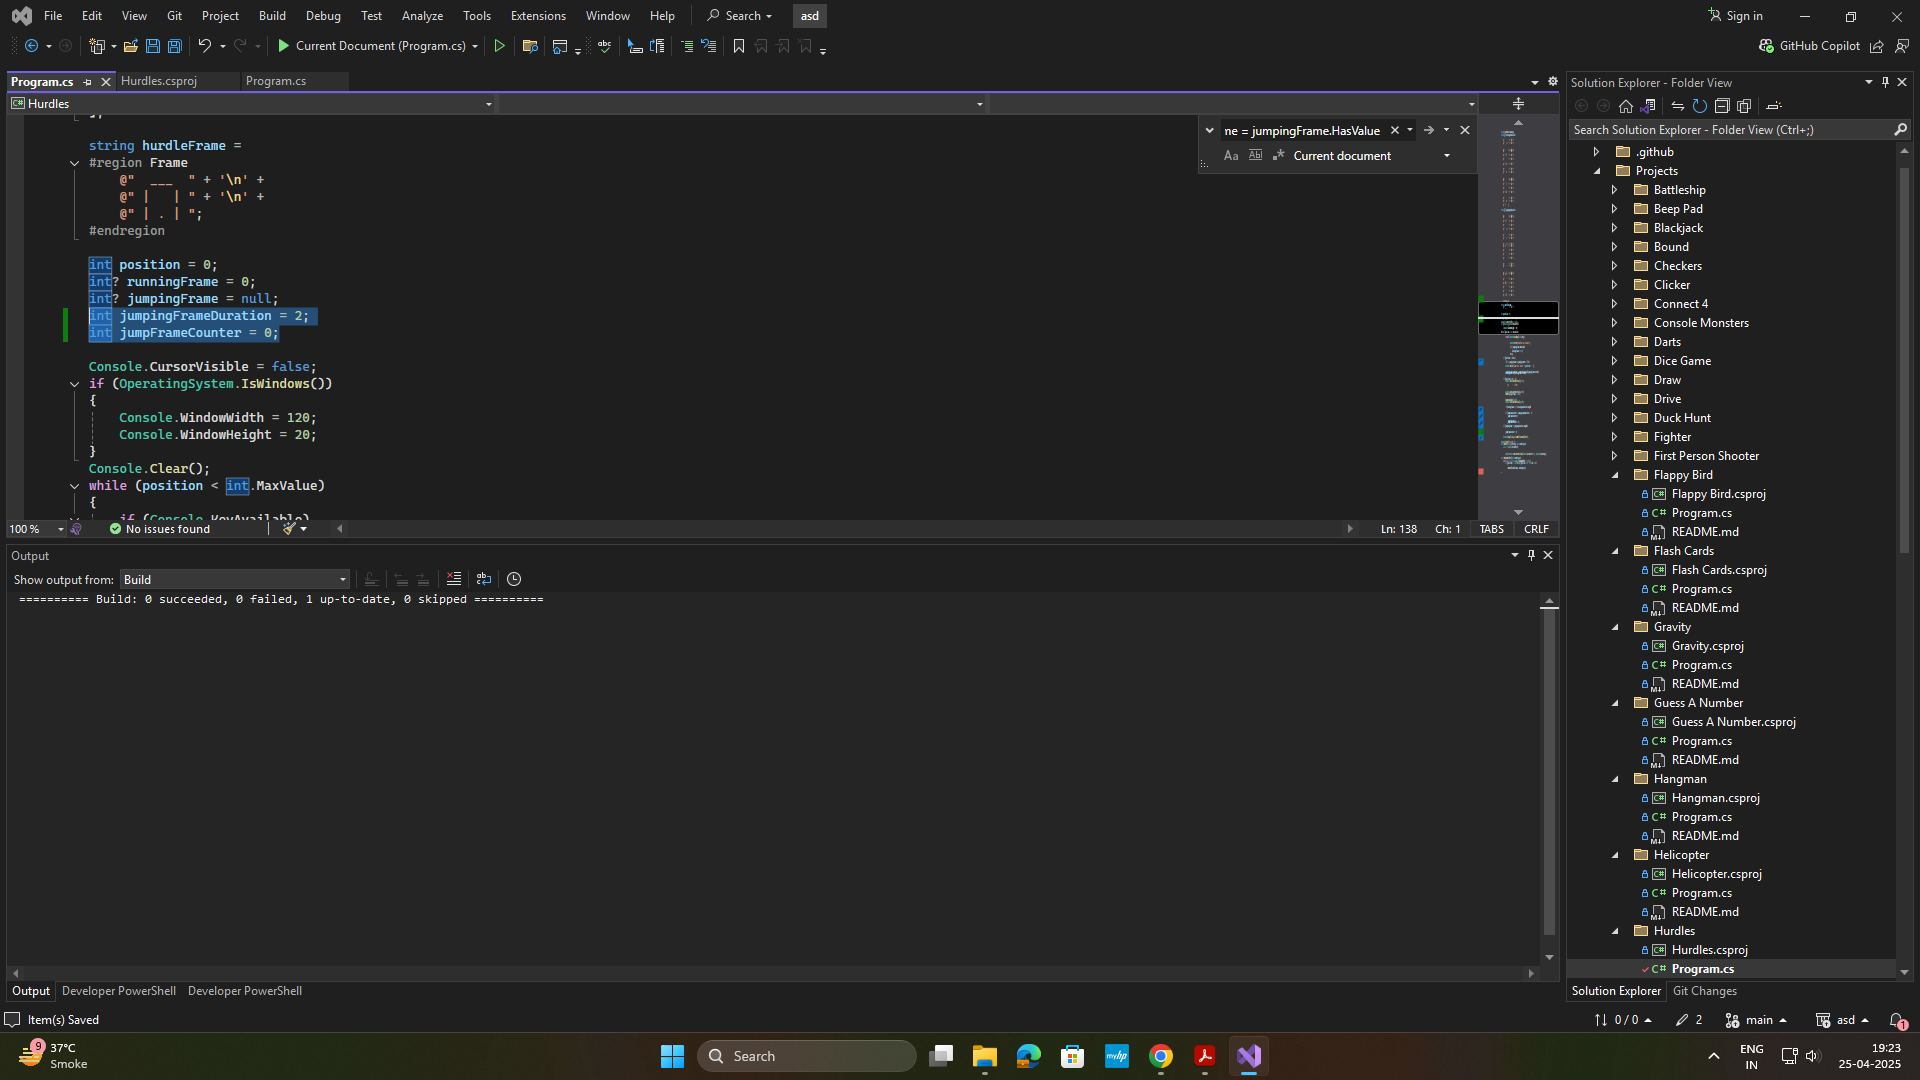 File Edit View Git Project Build Debug Test Analyze Tools Extensions Window Help Search asd Sign in
Current Document (Program.cs) GitHub Copilot
Program.cs Hurdles.csproj Program.cs
Hurdles
ne = jumpingFrame.HasValue
Aa Ab Current document
string hurdleFrame =
#region Frame
@"  ___  " + '\n' +
@" |   | " + '\n' +
@" | . | ";
#endregion
int position = 0;
int? runningFrame = 0;
int? jumpingFrame = null;
int jumpingFrameDuration = 2;
int jumpFrameCounter = 0;
Console.CursorVisible = false;
if (OperatingSystem.IsWindows())
{
Console.WindowWidth = 120;
Console.WindowHeight = 20;
}
Console.Clear();
while (position < int.MaxValue)
{
if (Console.KeyAvailable)
100 % No issues found Ln: 138 Ch: 1 TABS CRLF
Output
Show output from: Build
========== Build: 0 succeeded, 0 failed, 1 up-to-date, 0 skipped ==========
Output Developer PowerShell Developer PowerShell
Solution Explorer - Folder View
Search Solution Explorer - Folder View (Ctrl+;)
.github
Projects
Battleship
Beep Pad
Blackjack
Bound
Checkers
Clicker
Connect 4
Console Monsters
Darts
Dice Game
Draw
Drive
Duck Hunt
Fighter
First Person Shooter
Flappy Bird
Flappy Bird.csproj
C# Program.cs
README.md
Flash Cards
Flash Cards.csproj
C# Program.cs
README.md
Gravity
Gravity.csproj
C# Program.cs
README.md
Guess A Number
Guess A Number.csproj
C# Program.cs
README.md
Hangman
Hangman.csproj
C# Program.cs
README.md
Helicopter
Helicopter.csproj
C# Program.cs
README.md
Hurdles
Hurdles.csproj
C# Program.cs
Solution Explorer Git Changes
Item(s) Saved 0 / 0 2 main asd 1
9 37°C
Smoke
Search
myhp
ENG
IN
19:23
25-04-2025